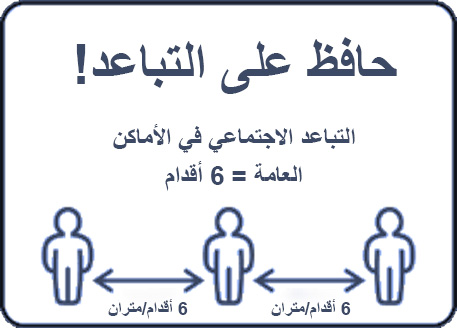 حافظ على التباعد!
التباعد الاجتماعي في الأماكن
العامة = 6 أقدام
6 أقدام/متران
6 أقدام/متران